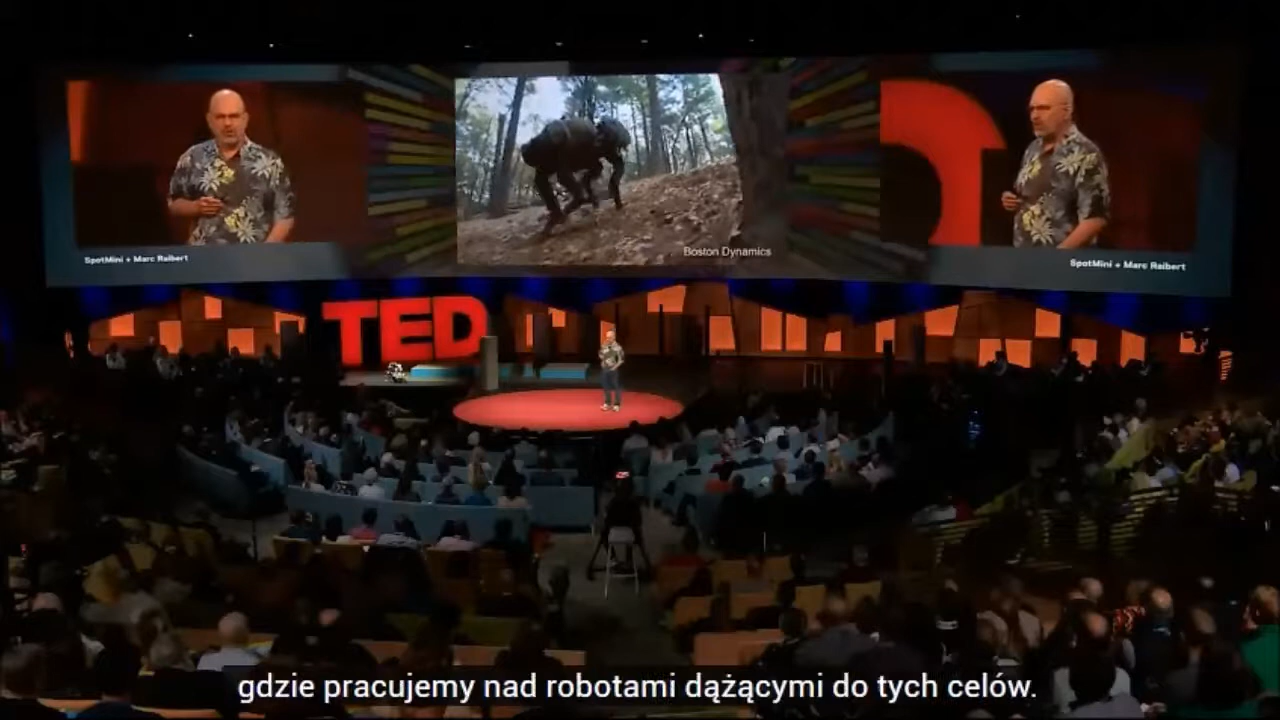 Boston Dynamics
SpotMini + Marc Raibert
SpotMini + Marc Raibert
TED
gdzie pracujemy nad robotami dążącymi do tych celów.